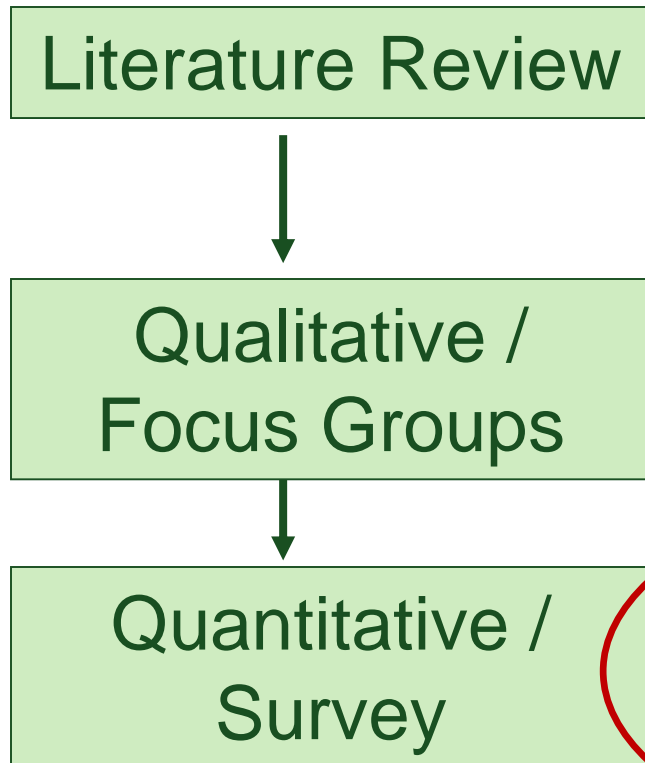 Literature Review
Qualitative /
Focus Groups
Quantitative /
Survey